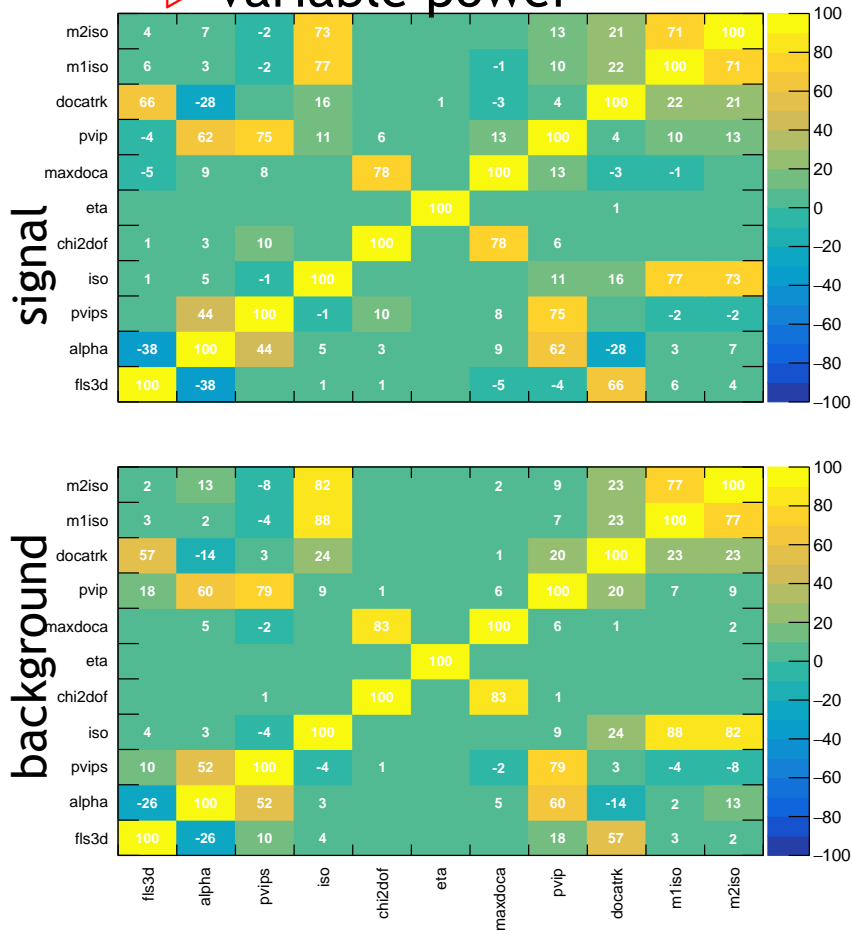 variable power
m2iso 4 7 -2 73 13 21 71 100
m1iso 6 3 -2 77 -1 10 22 100 71
docatrk 66 -28 16 1 -3 4 100 22 21
pvip -4 62 75 11 6 13 100 4 10 13
maxdoca -5 9 8 78 100 13 -3 -1
eta 100 1
chi2dof 1 3 10 100 78 6
iso 1 5 -1 100 11 16 77 73
pvips 44 100 -1 10 8 75 -2 -2
alpha -38 100 44 5 3 9 62 -28 3 7
fls3d 100 -38 1 1 -5 -4 66 6 4
signal
100
80
60
40
20
0
−20
−40
−60
−80
−100
m2iso 2 13 -8 82 2 9 23 77 100
m1iso 3 2 -4 88 7 23 100 77
docatrk 57 -14 3 24 1 20 100 23 23
pvip 18 60 79 9 1 6 100 20 7 9
maxdoca 5 -2 83 100 6 1 2
eta 100
chi2dof 1 100 83 1
iso 4 3 -4 100 9 24 88 82
pvips 10 52 100 -4 1 -2 79 3 -4 -8
alpha -26 100 52 3 5 60 -14 2 13
fls3d 100 -26 10 4 18 57 3 2
background
100
80
60
40
20
0
−20
−40
−60
−80
−100
fls3d alpha pvips iso chi2dof eta maxdoca pvip docatrk m1iso m2iso